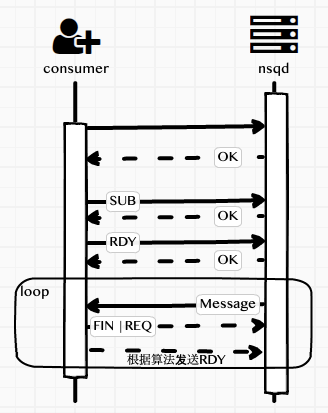 consumer nsqd
OK
SUB
OK
RDY
OK
loop
Message
FIN |REQ
根据算法发送RDY